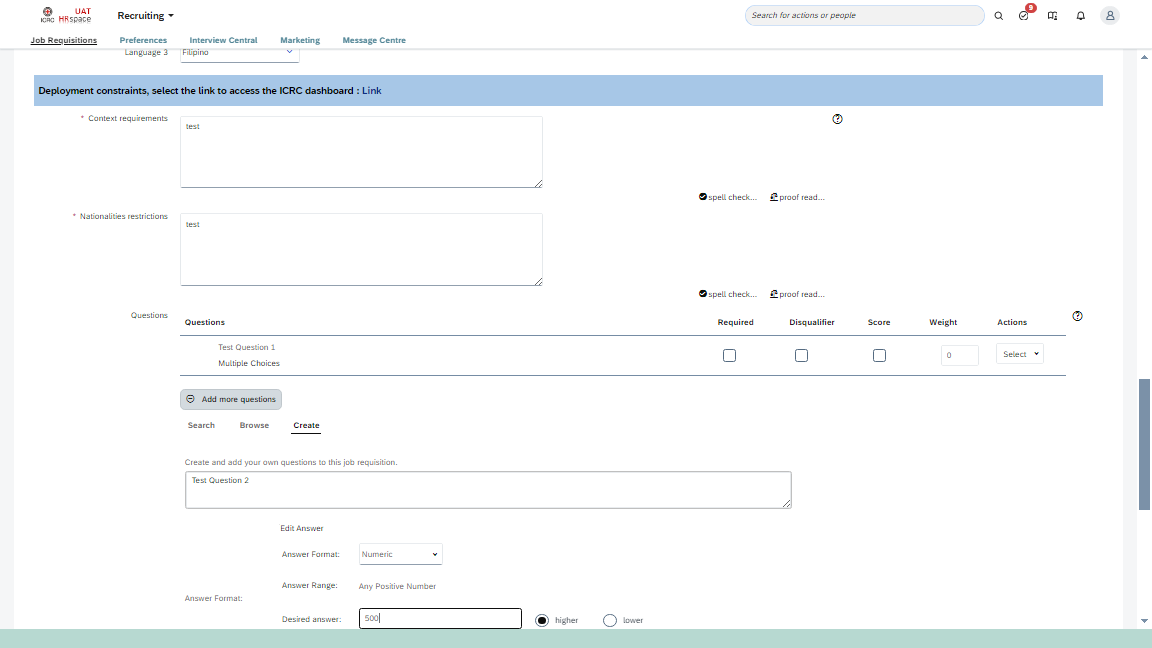 ICRC UAT HRspace Recruiting Search for actions or people 9
Job Requisitions Preferences Interview Central Marketing Message Centre
Language 3 Filipino
Deployment constraints, select the link to access the ICRC dashboard : Link
* Context requirements test
spell check... proof read...
* Nationalities restrictions test
spell check... proof read...
Questions
Questions Required Disqualifier Score Weight Actions
Test Question 1
Multiple Choices 0 Select
Add more questions
Search Browse Create
Create and add your own questions to this job requisition.
Test Question 2
Edit Answer
Answer Format: Numeric
Answer Range: Any Positive Number
Answer Format:
Desired answer: 500 higher lower